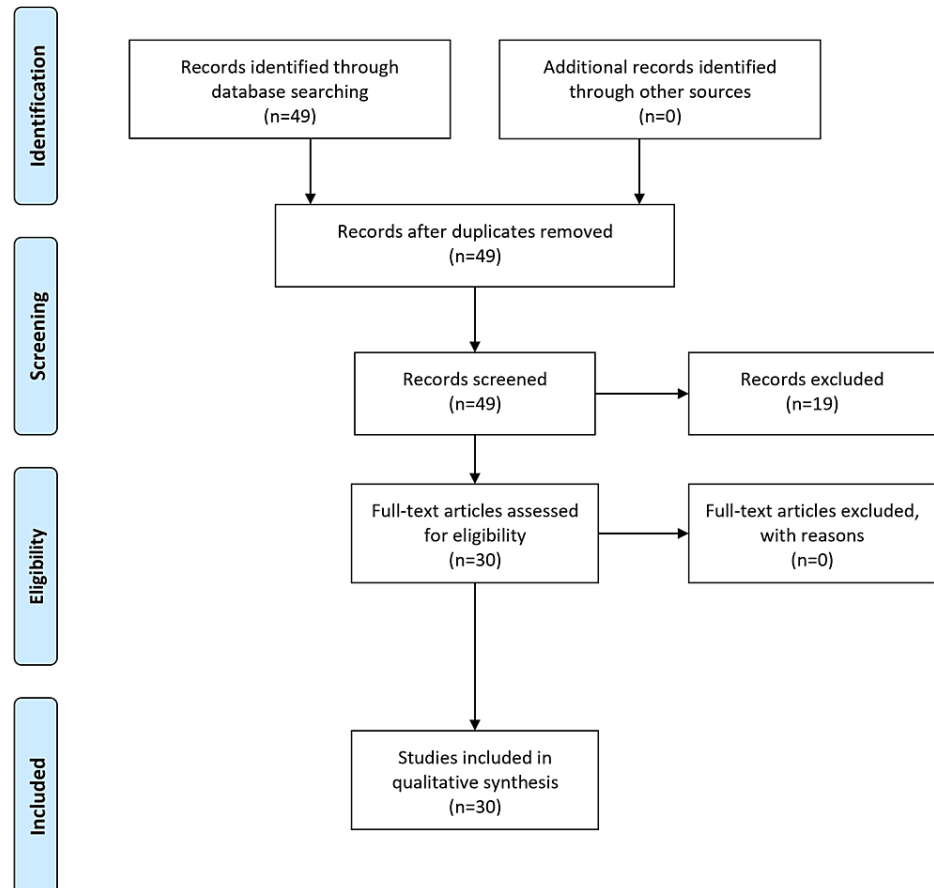 Identification
Records identified through
database searching
(n=49)
Additional records identified
through other sources
(n=0)
Records after duplicates removed
(n=49)
Screening
Records screened
(n=49)
Records excluded
(n=19)
Eligibility
Full-text articles assessed
for eligibility
(n=30)
Full-text articles excluded,
with reasons
(n=0)
Included
Studies included in
qualitative synthesis
(n=30)